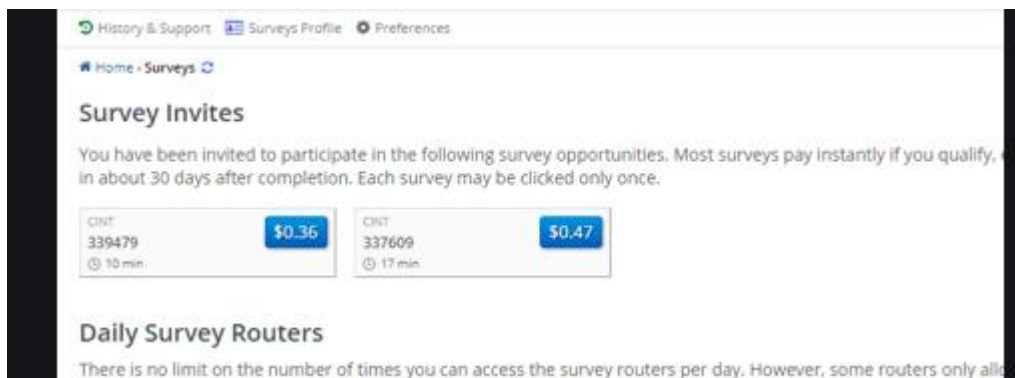 History & Support Surveys Profile Preferences
Home › Surveys
Survey Invites
You have been invited to participate in the following survey opportunities. Most surveys pay instantly if you qualify,
in about 30 days after completion. Each survey may be clicked only once.
CINT
339479
10 min
$0.36
CINT
337609
17 min
$0.47
Daily Survey Routers
There is no limit on the number of times you can access the survey routers per day. However, some routers only